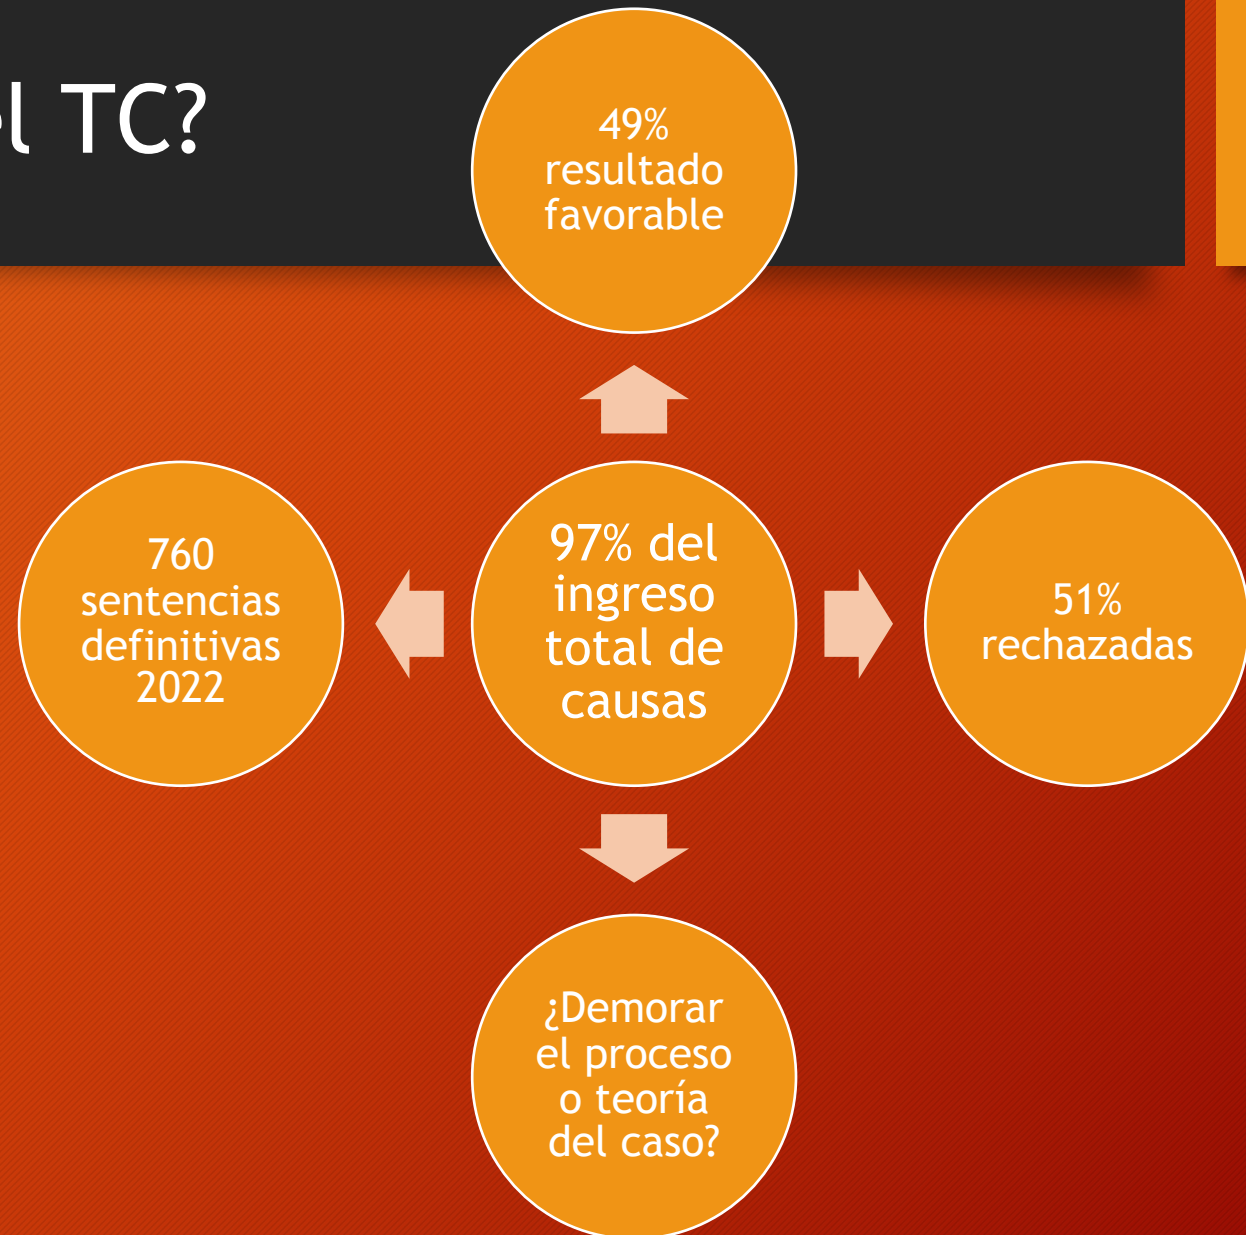 el TC?
49%
resultado
favorable
760
sentencias
definitivas
2022
97% del
ingreso
total de
causas
51%
rechazadas
¿Demorar
el proceso
o teoría
del caso?